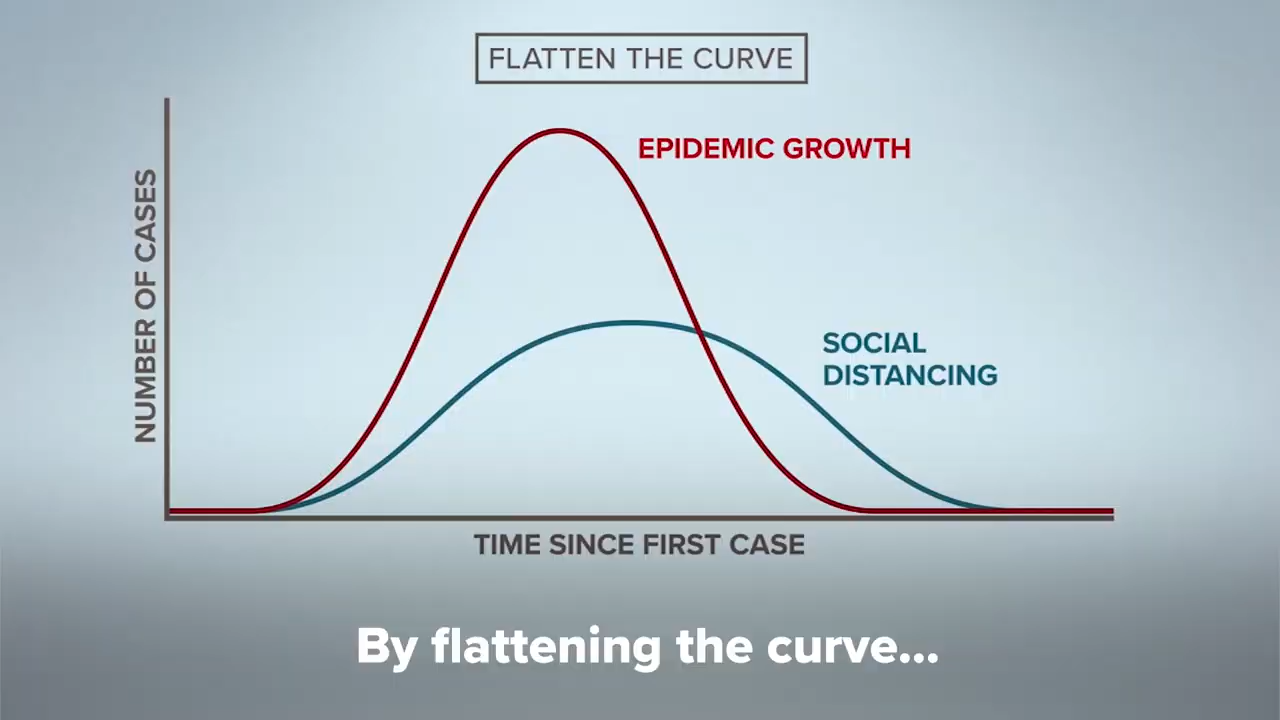 FLATTEN THE CURVE
EPIDEMIC GROWTH
NUMBER OF CASES
SOCIAL
DISTANCING
TIME SINCE FIRST CASE
By flattening the curve...